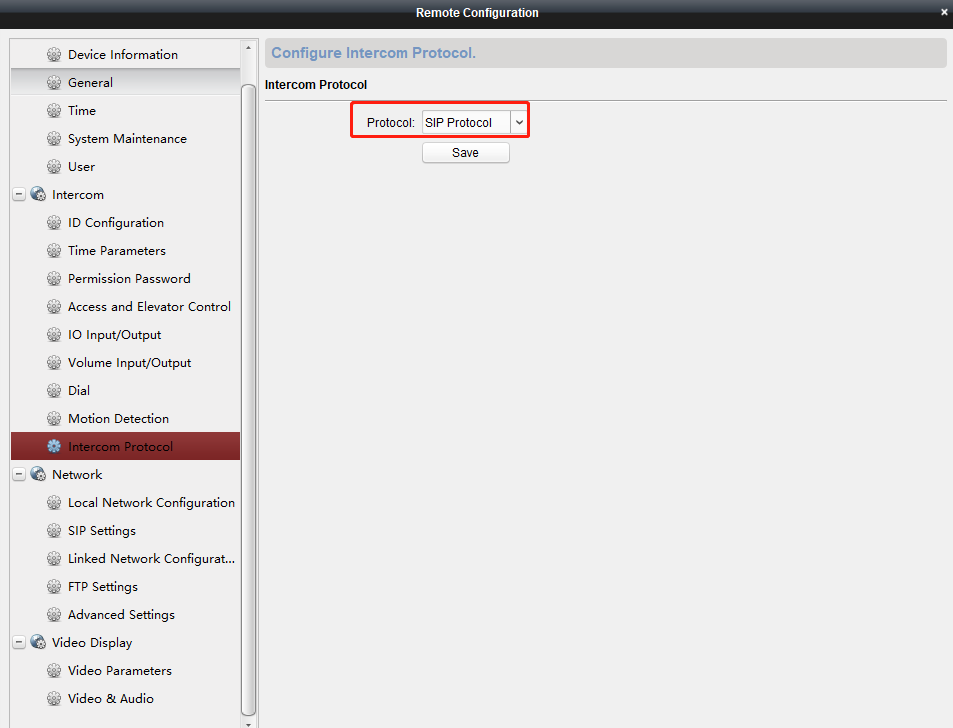 Remote Configuration
×
Device Information
General
Time
System Maintenance
User
Intercom
ID Configuration
Time Parameters
Permission Password
Access and Elevator Control
IO Input/Output
Volume Input/Output
Dial
Motion Detection
Intercom Protocol
Network
Local Network Configuration
SIP Settings
Linked Network Configurat...
FTP Settings
Advanced Settings
Video Display
Video Parameters
Video & Audio
Configure Intercom Protocol.
Intercom Protocol
Protocol: SIP Protocol
Save